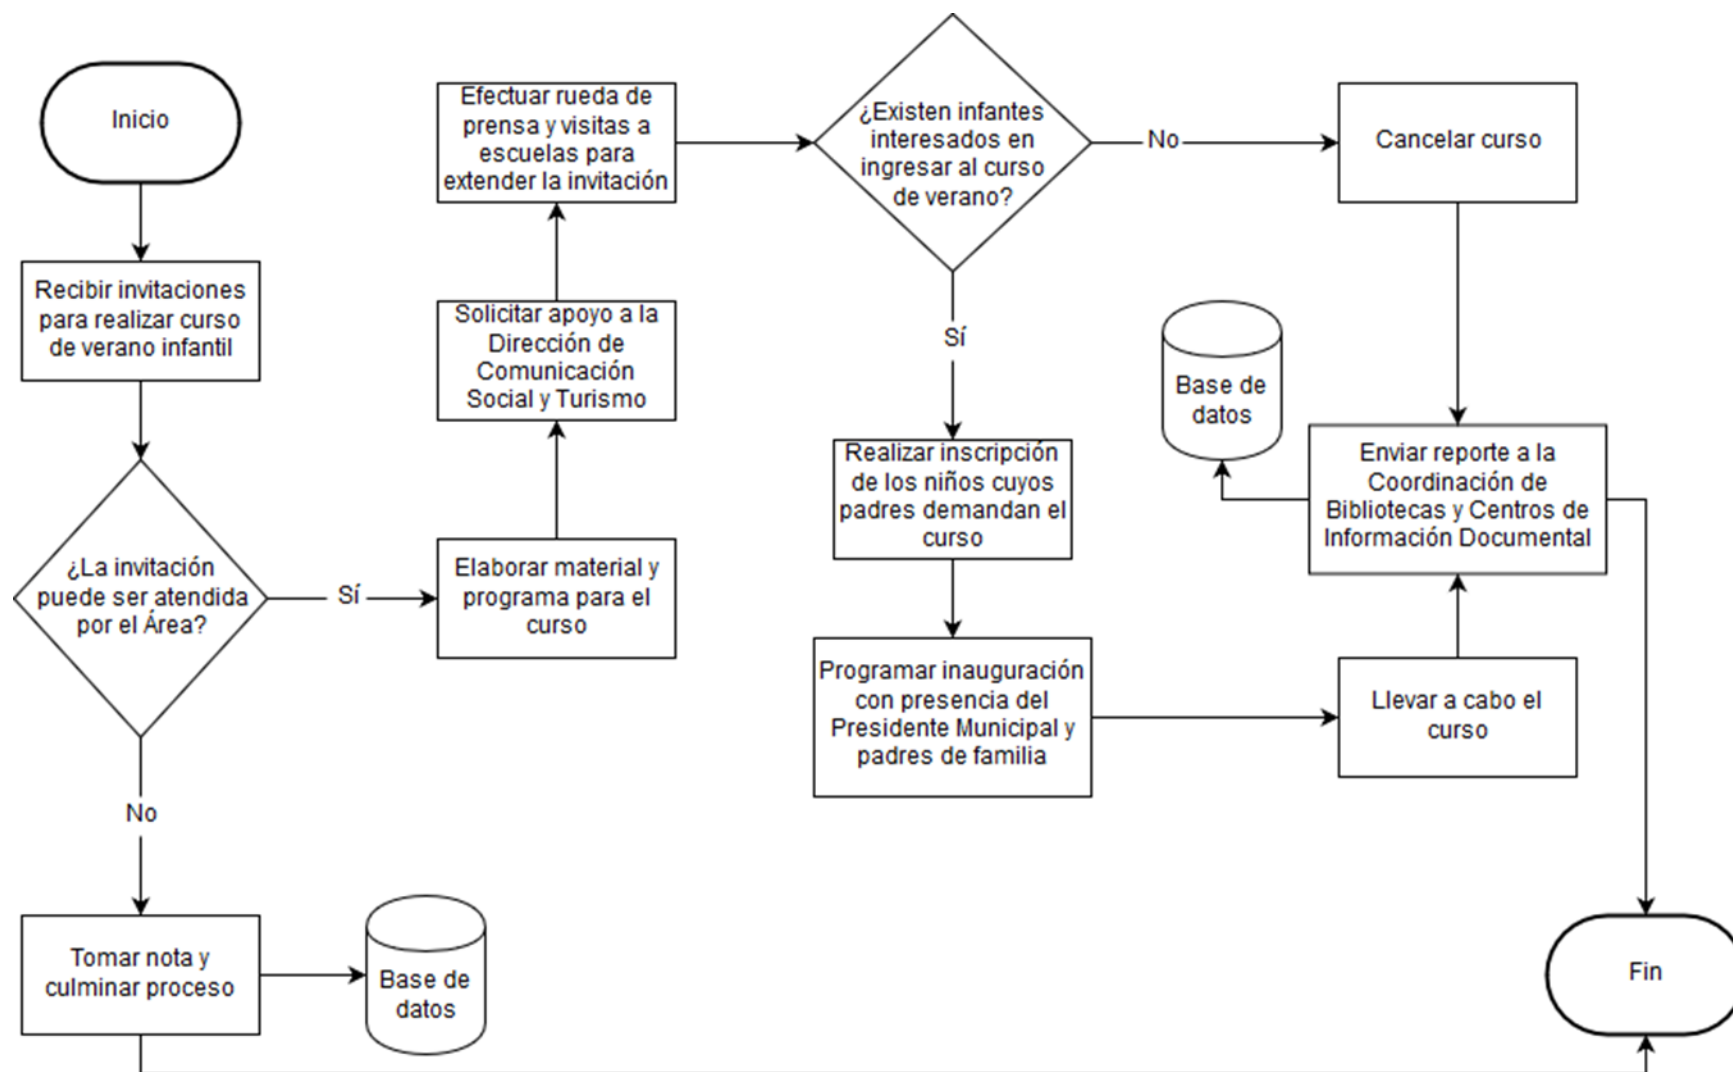 Inicio
Recibir invitaciones
para realizar curso
de verano infantil
¿La invitación
puede ser atendida
por el Área?
Sí
No
Tomar nota y
culminar proceso
Base de
datos
Elaborar material y
programa para el
curso
Solicitar apoyo a la
Dirección de
Comunicación
Social y Turismo
Efectuar rueda de
prensa y visitas a
escuelas para
extender la invitación
¿Existen infantes
interesados en
ingresar al curso
de verano?
No
Sí
Cancelar curso
Realizar inscripción
de los niños cuyos
padres demandan el
curso
Programar inauguración
con presencia del
Presidente Municipal y
padres de familia
Llevar a cabo el
curso
Enviar reporte a la
Coordinación de
Bibliotecas y Centros de
Información Documental
Base de
datos
Fin